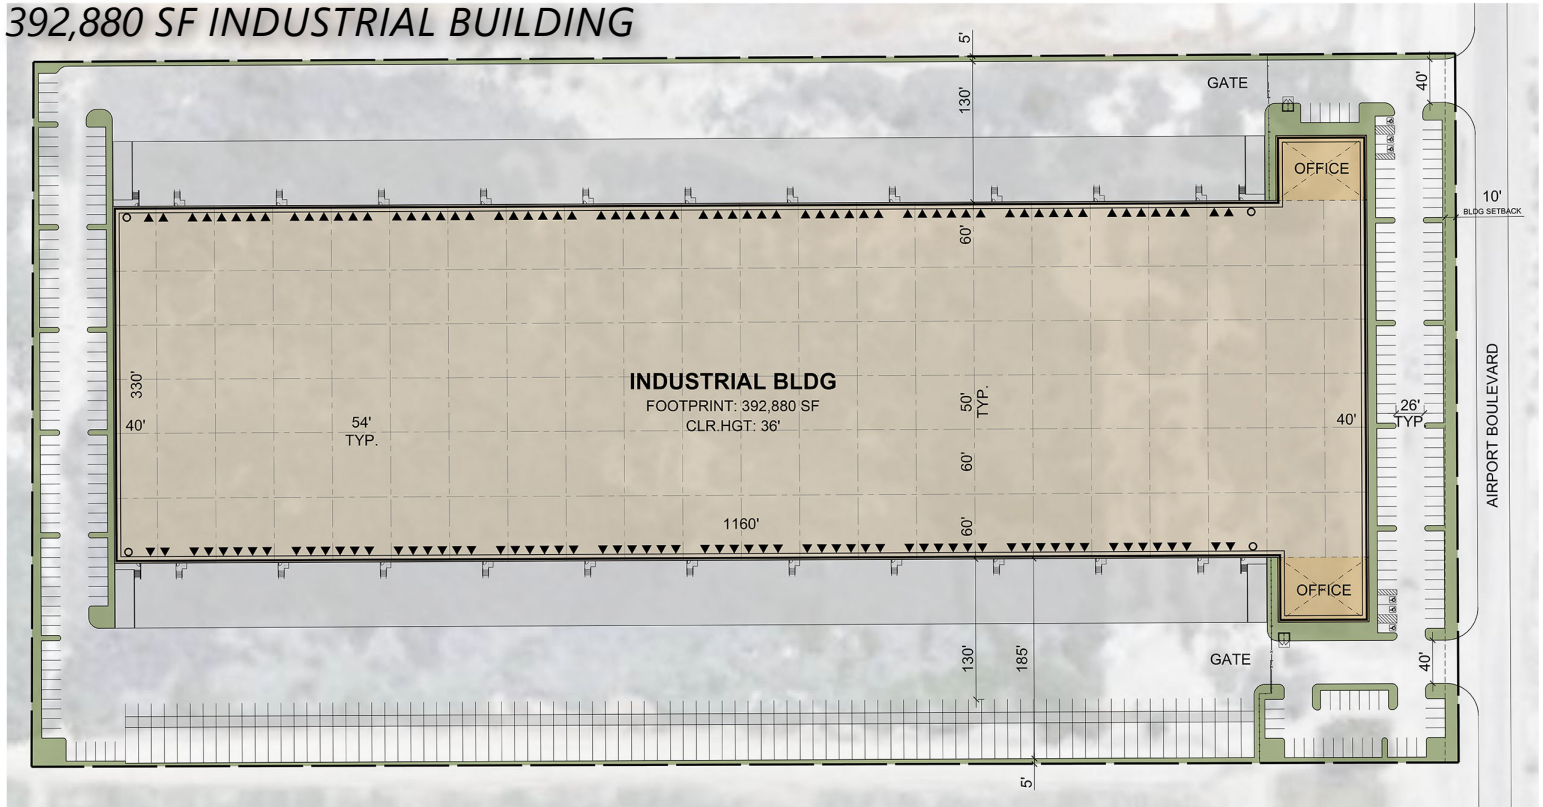 392,880 SF INDUSTRIAL BUILDING
5'
GATE
40'
130'
OFFICE
10'
BLDG SETBACK
60'
330'
INDUSTRIAL BLDG
FOOTPRINT: 392,880 SF
CLR.HGT: 36'
50'
TYP.
54'
TYP.
40'
40'
26'
TYP.
AIRPORT BOULEVARD
60'
1160'
60'
OFFICE
130'
185'
GATE
40'
5'